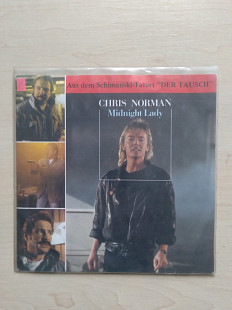 Aus dem Schimanski-Tatort "DER TAUSCH"
CHRIS NORMAN
Midnight Lady